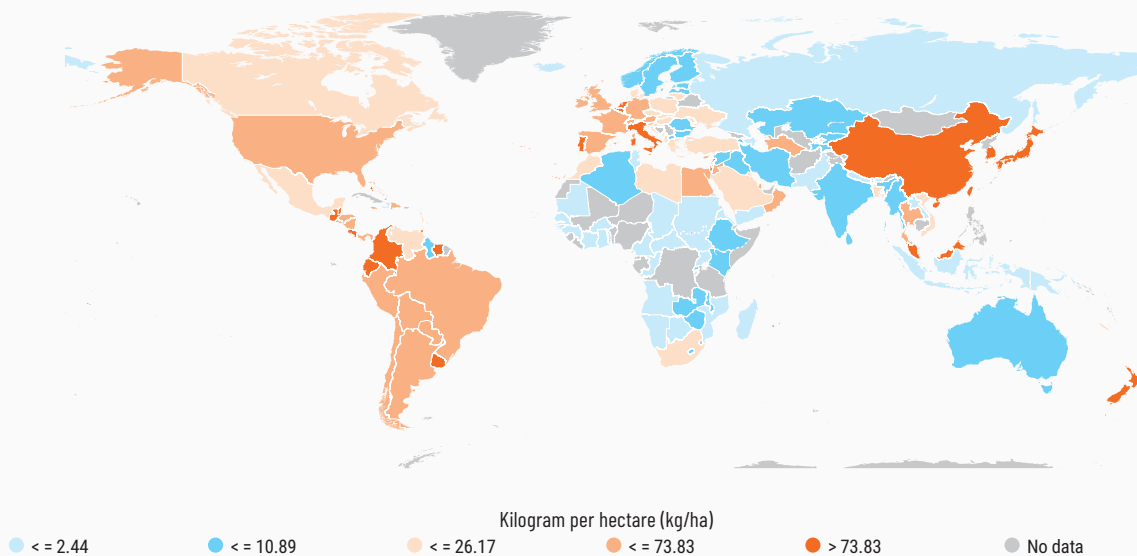 Kilogram per hectare (kg/ha)
< = 2.44 < = 10.89 < = 26.17 < = 73.83 > 73.83 No data